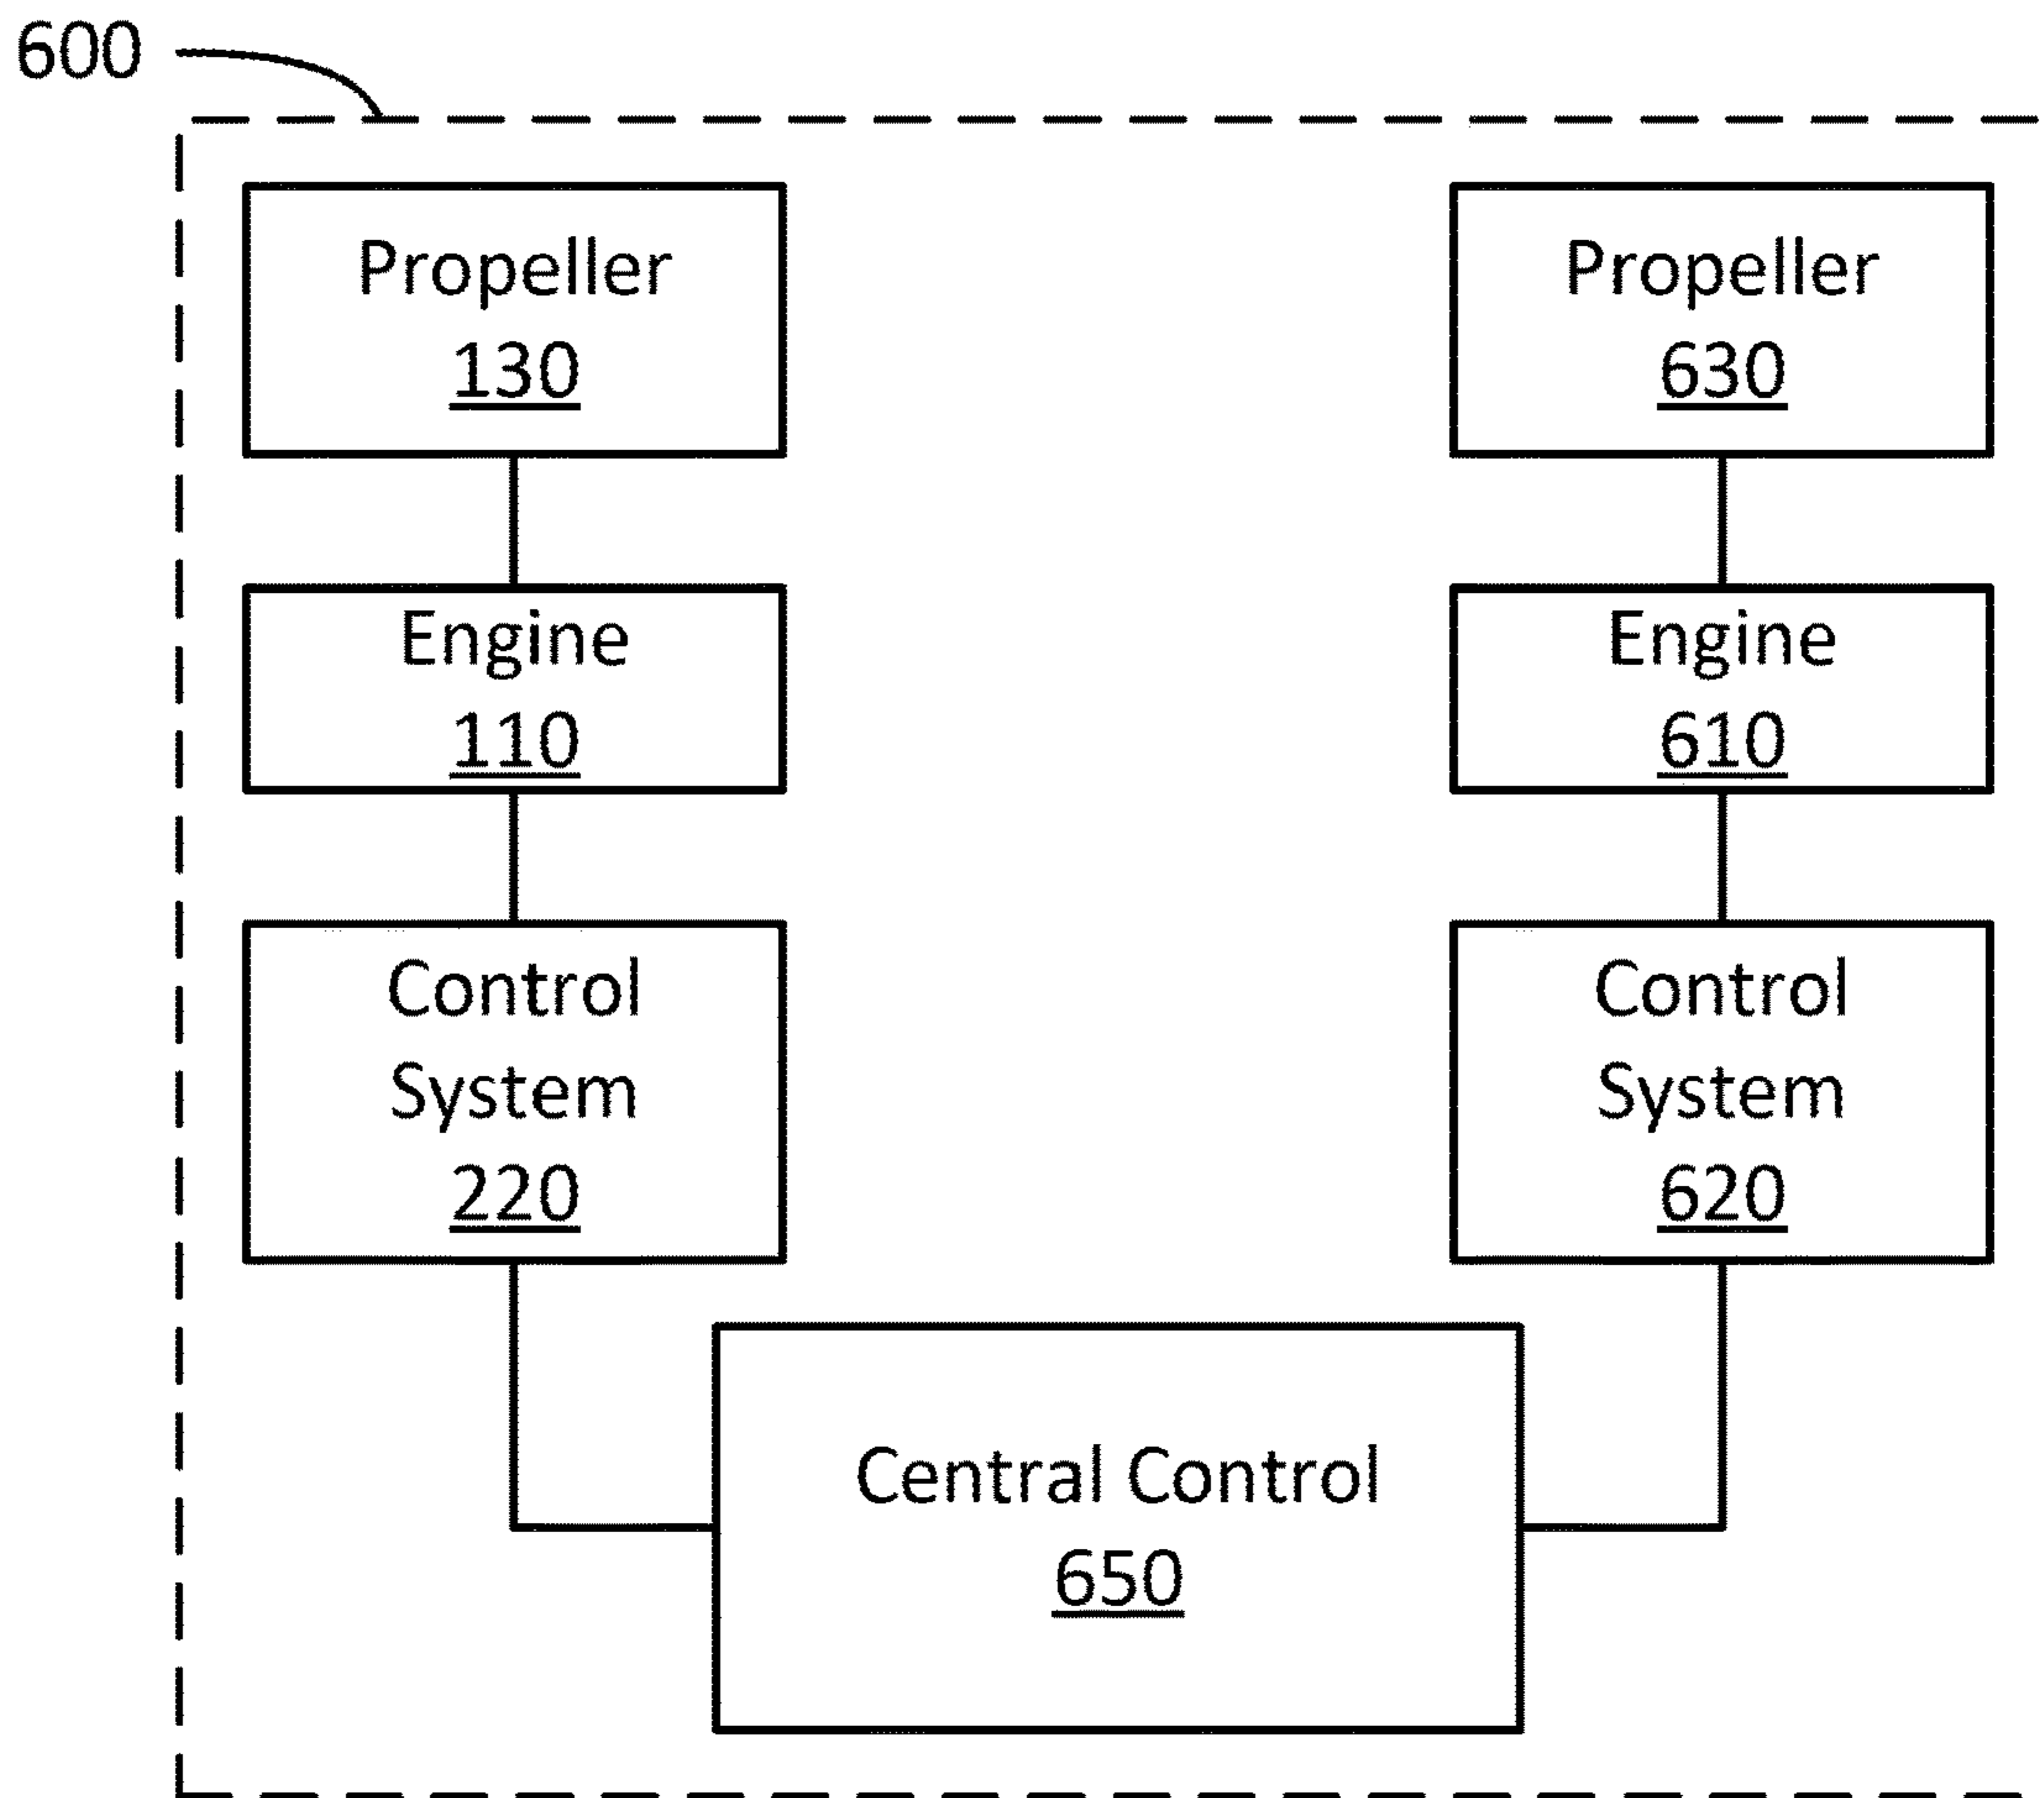 600
Propeller
130
Propeller
630
Engine
110
Engine
610
Control
System
220
Control
System
620
Central Control
650